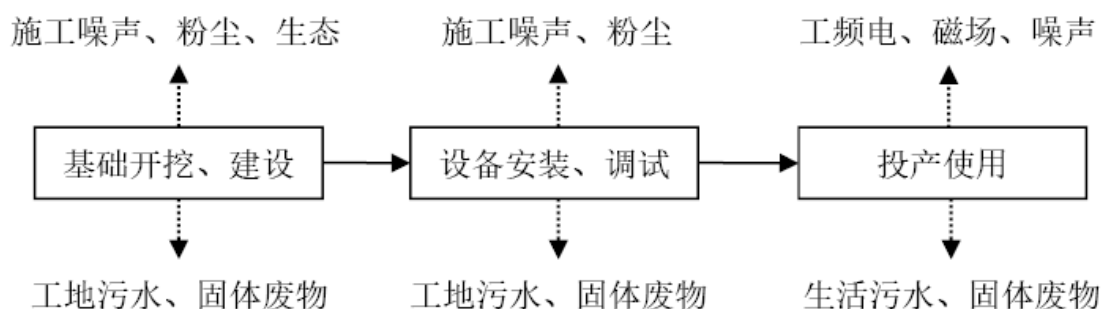 施工噪声、粉尘、生态
施工噪声、粉尘
工频电、磁场、噪声
基础开挖、建设
设备安装、调试
投产使用
工地污水、固体废物
工地污水、固体废物
生活污水、固体废物